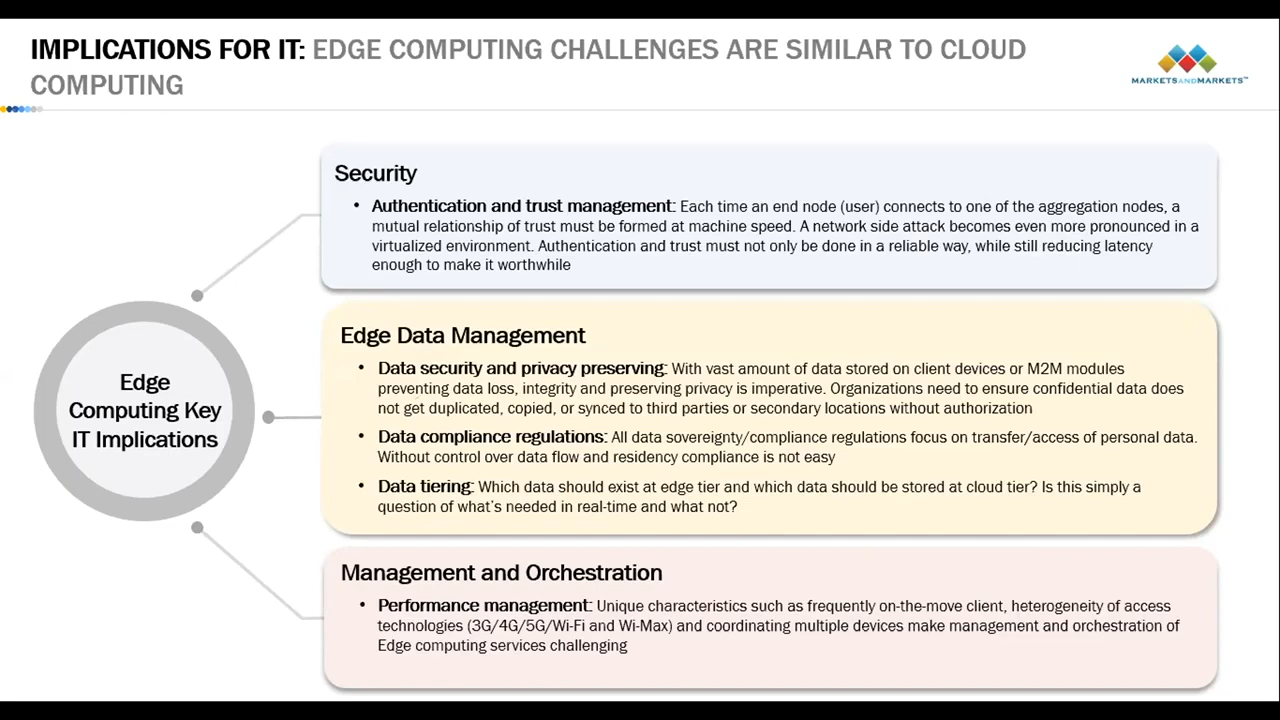 IMPLICATIONS FOR IT: EDGE COMPUTING CHALLENGES ARE SIMILAR TO CLOUD
COMPUTING
MARKETSANDMARKETS™
Security
• Authentication and trust management: Each time an end node (user) connects to one of the aggregation nodes, a
mutual relationship of trust must be formed at machine speed. A network side attack becomes even more pronounced in a
virtualized environment. Authentication and trust must not only be done in a reliable way, while still reducing latency
enough to make it worthwhile
Edge
Computing Key
IT Implications
Edge Data Management
• Data security and privacy preserving: With vast amount of data stored on client devices or M2M modules
preventing data loss, integrity and preserving privacy is imperative. Organizations need to ensure confidential data does
not get duplicated, copied, or synced to third parties or secondary locations without authorization
• Data compliance regulations: All data sovereignty/compliance regulations focus on transfer/access of personal data.
Without control over data flow and residency compliance is not easy
• Data tiering: Which data should exist at edge tier and which data should be stored at cloud tier? Is this simply a
question of what's needed in real-time and what not?
Management and Orchestration
• Performance management: Unique characteristics such as frequently on-the-move client, heterogeneity of access
technologies (3G/4G/5G/Wi-Fi and Wi-Max) and coordinating multiple devices make management and orchestration of
Edge computing services challenging